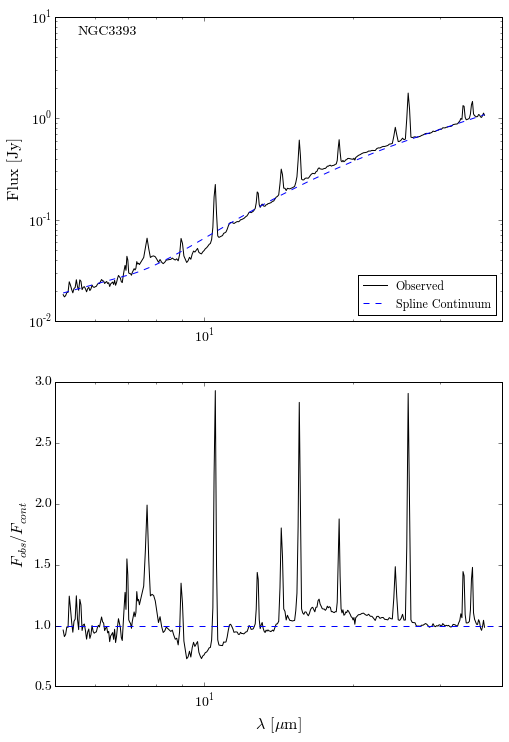 NGC3393
10^1
10^0
10^-1
10^-2
Flux [Jy]
Observed
Spline Continuum
10^1
3.0
2.5
2.0
1.5
1.0
0.5
F_obs/F_cont
10^1
λ [μm]